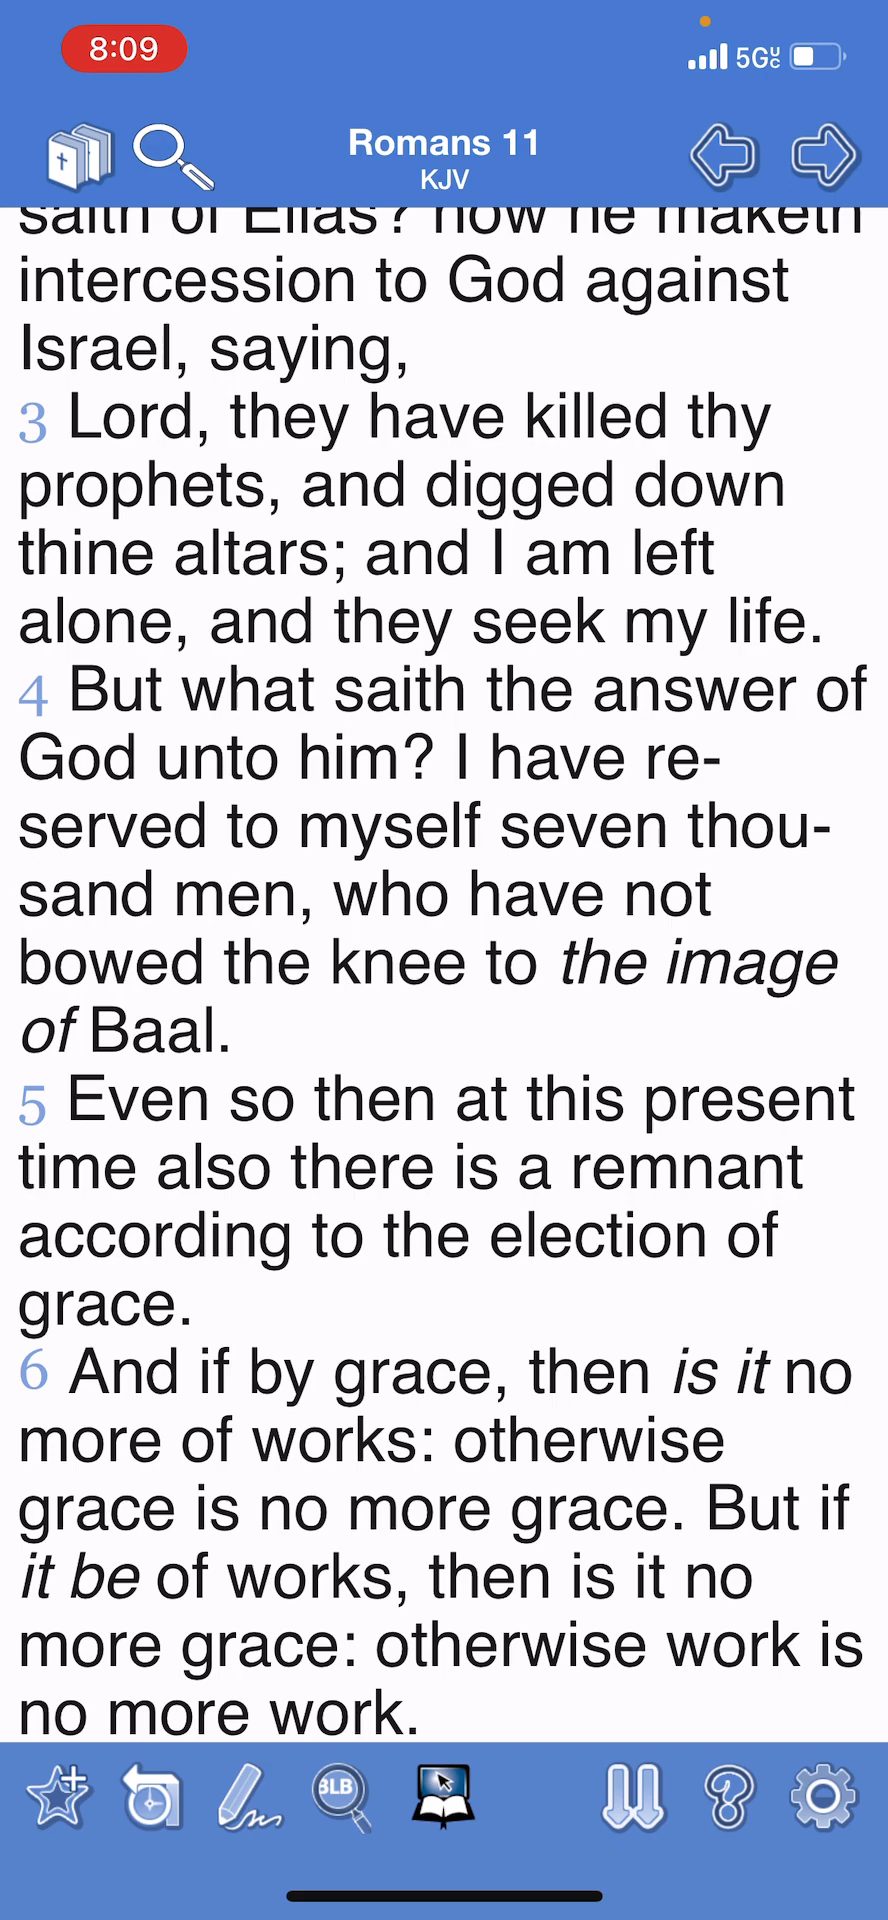 8:09
5G
Romans 11
KJV
saith of Elias? how he maketh
intercession to God against
Israel, saying,
3 Lord, they have killed thy
prophets, and digged down
thine altars; and I am left
alone, and they seek my life.
4 But what saith the answer of
God unto him? I have re-
served to myself seven thou-
sand men, who have not
bowed the knee to the image
of Baal.
5 Even so then at this present
time also there is a remnant
according to the election of
grace.
6 And if by grace, then is it no
more of works: otherwise
grace is no more grace. But if
it be of works, then is it no
more grace: otherwise work is
no more work.
BLB